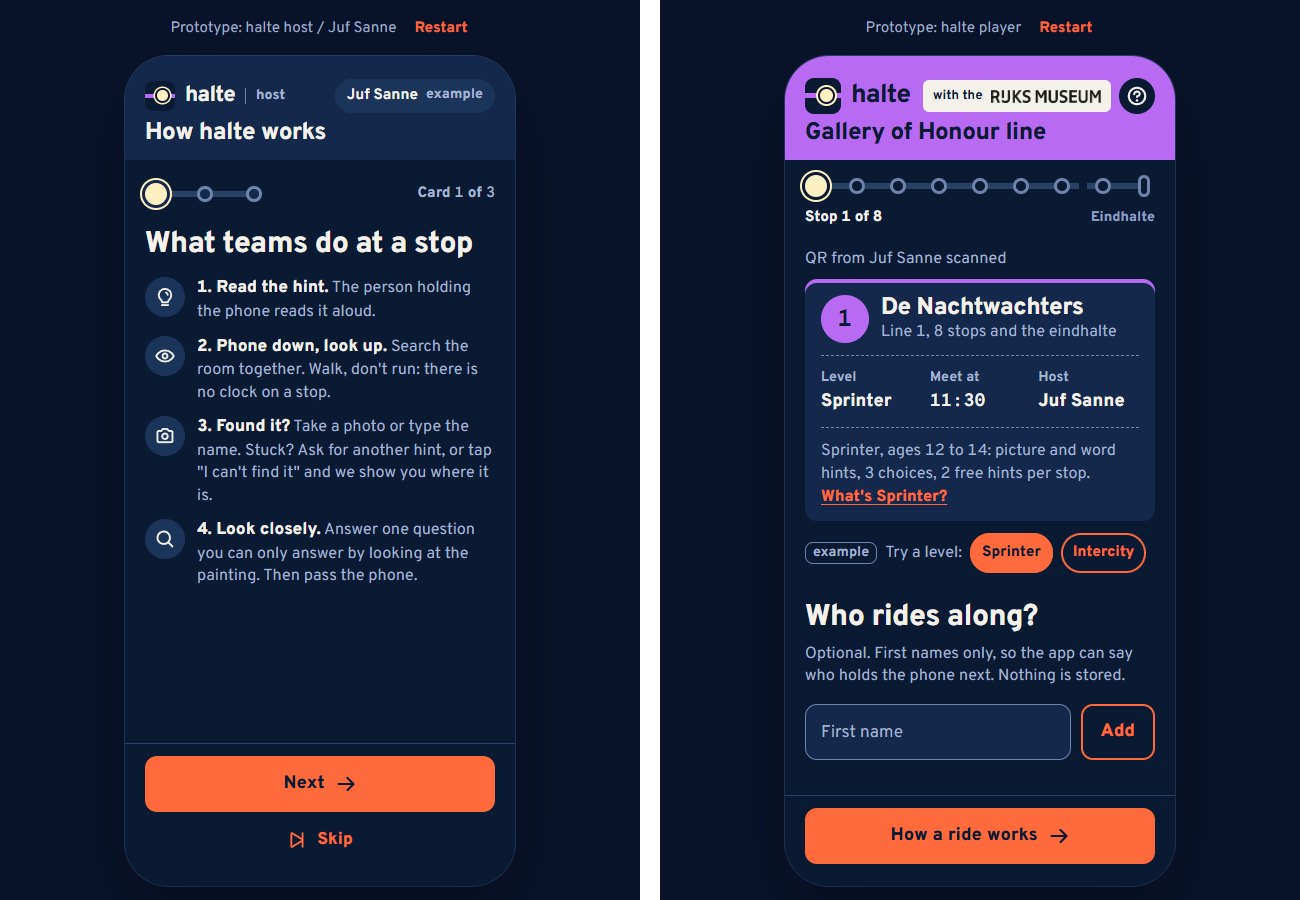 Prototype: halte host / Juf Sanne Restart
halte | host
Juf Sanne example
How halte works
Card 1 of 3
What teams do at a stop
1. Read the hint. The person holding
the phone reads it aloud.
2. Phone down, look up. Search the
room together. Walk, don't run: there is
no clock on a stop.
3. Found it? Take a photo or type the
name. Stuck? Ask for another hint, or tap
"I can't find it" and we show you where it
is.
4. Look closely. Answer one question
you can only answer by looking at the
painting. Then pass the phone.
Next →
Skip
Prototype: halte player Restart
halte
with the RIJKS MUSEUM
Gallery of Honour line
Stop 1 of 8
Eindhalte
QR from Juf Sanne scanned
1
De Nachtwachters
Line 1, 8 stops and the eindhalte
Level Meet at Host
Sprinter 11:30 Juf Sanne
Sprinter, ages 12 to 14: picture and word
hints, 3 choices, 2 free hints per stop.
What's Sprinter?
example Try a level: Sprinter Intercity
Who rides along?
Optional. First names only, so the app can say
who holds the phone next. Nothing is stored.
First name
Add
How a ride works →